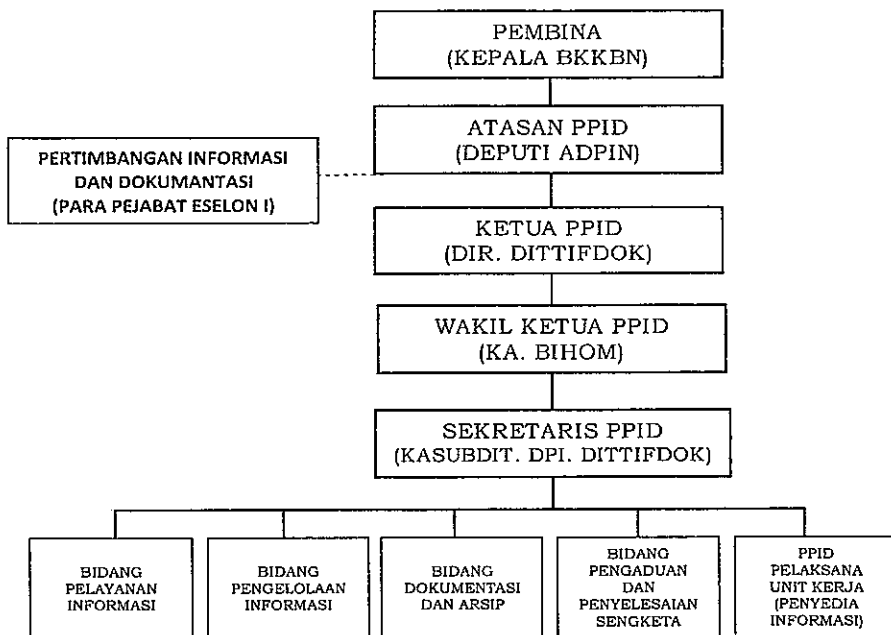 PEMBINA
(KEPALA BKKBN)
ATASAN PPID
(DEPUTI ADPIN)
PERTIMBANGAN INFORMASI
DAN DOKUMANTASI
(PARA PEJABAT ESELON I)
KETUA PPID
(DIR. DITTIFDOK)
WAKIL KETUA PPID
(KA. BIHOM)
SEKRETARIS PPID
(KASUBDIT. DPI. DITTIFDOK)
BIDANG
PELAYANAN
INFORMASI
BIDANG
PENGELOLAAN
INFORMASI
BIDANG
DOKUMENTASI
DAN ARSIP
BIDANG
PENGADUAN
DAN
PENYELESAIAN
SENGKETA
PPID
PELAKSANA
UNIT KERJA
(PENYEDIA
INFORMASI)